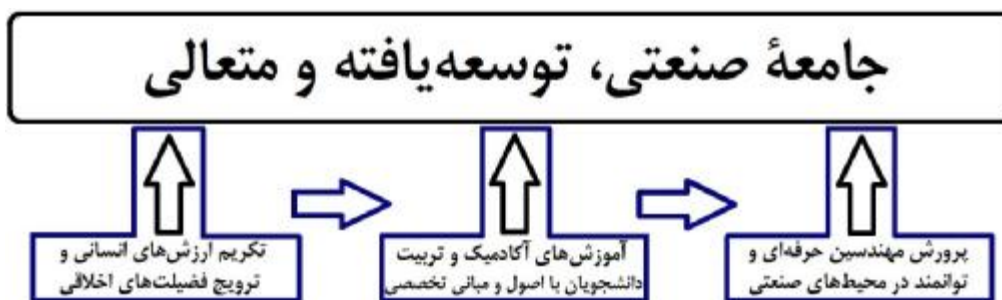 جامعهٔ صنعتی، توسعه‌یافته و متعالی
پرورش مهندسین حرفه‌ای و
توانمند در محیط‌های صنعتی
آموزش‌های آکادمیک و تربیت
دانشجویان با اصول و مبانی تخصصی
تکریم ارزش‌های انسانی و
ترویج فضیلت‌های اخلاقی